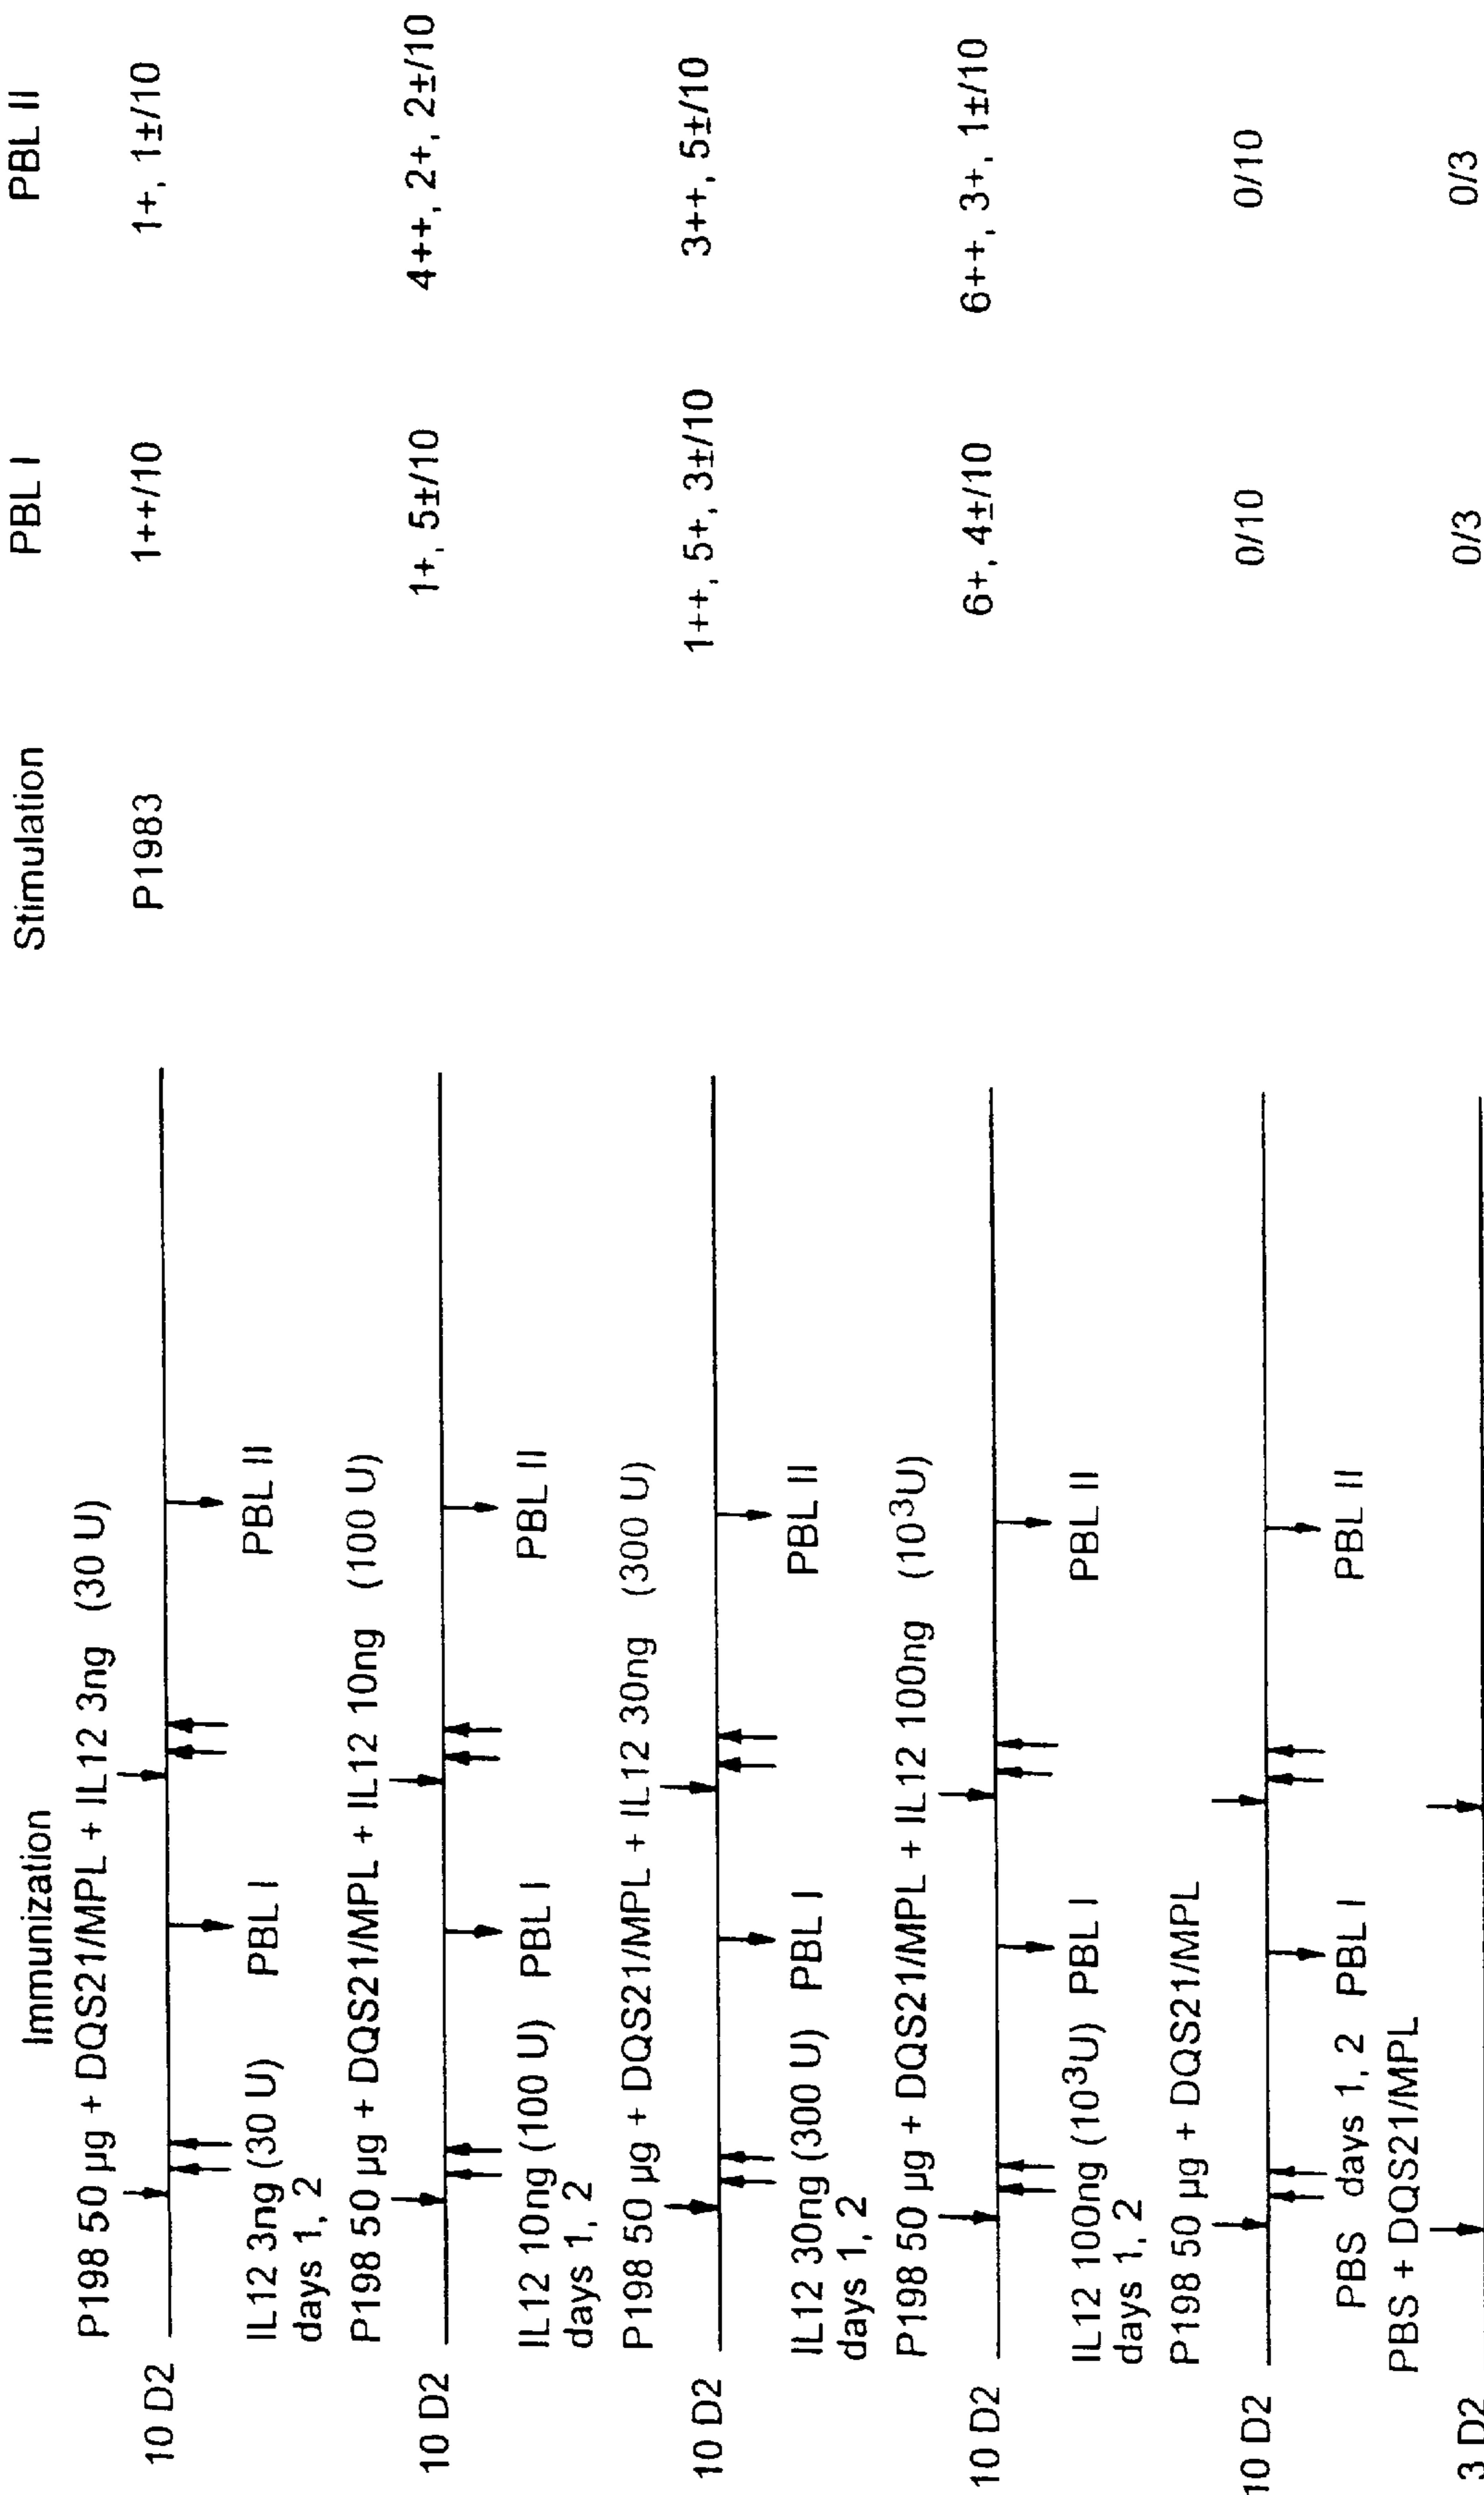 Immunization Stimulation PBL I PBL II
P198 50 µg + DQS21/MPL + IL12 3ng (30 U)
10 D2 P1983 1++/10 1+, 1±/10
IL12 3ng (30 U) PBL I PBL II
days 1, 2
P198 50 µg + DQS21/MPL + IL12 10ng (100 U)
10 D2 1+, 5±/10 4++, 2+, 2±/10
IL12 10ng (100 U) PBL I PBL II
days 1, 2
P198 50 µg + DQS21/MPL + IL12 30ng (300 U)
10 D2 1++, 5+, 3±/10 3++, 5±/10
IL12 30ng (300 U) PBL I PBL II
days 1, 2
P198 50 µg + DQS21/MPL + IL12 100ng (10³U)
10 D2 6+, 4±/10 6++, 3+, 1±/10
IL12 100ng (10³U) PBL I PBL II
days 1, 2
P198 50 µg + DQS21/MPL
10 D2 0/10 0/10
PBS days 1, 2 PBL I PBL II
PBS + DQS21/MPL
3 D2 0/3 0/3